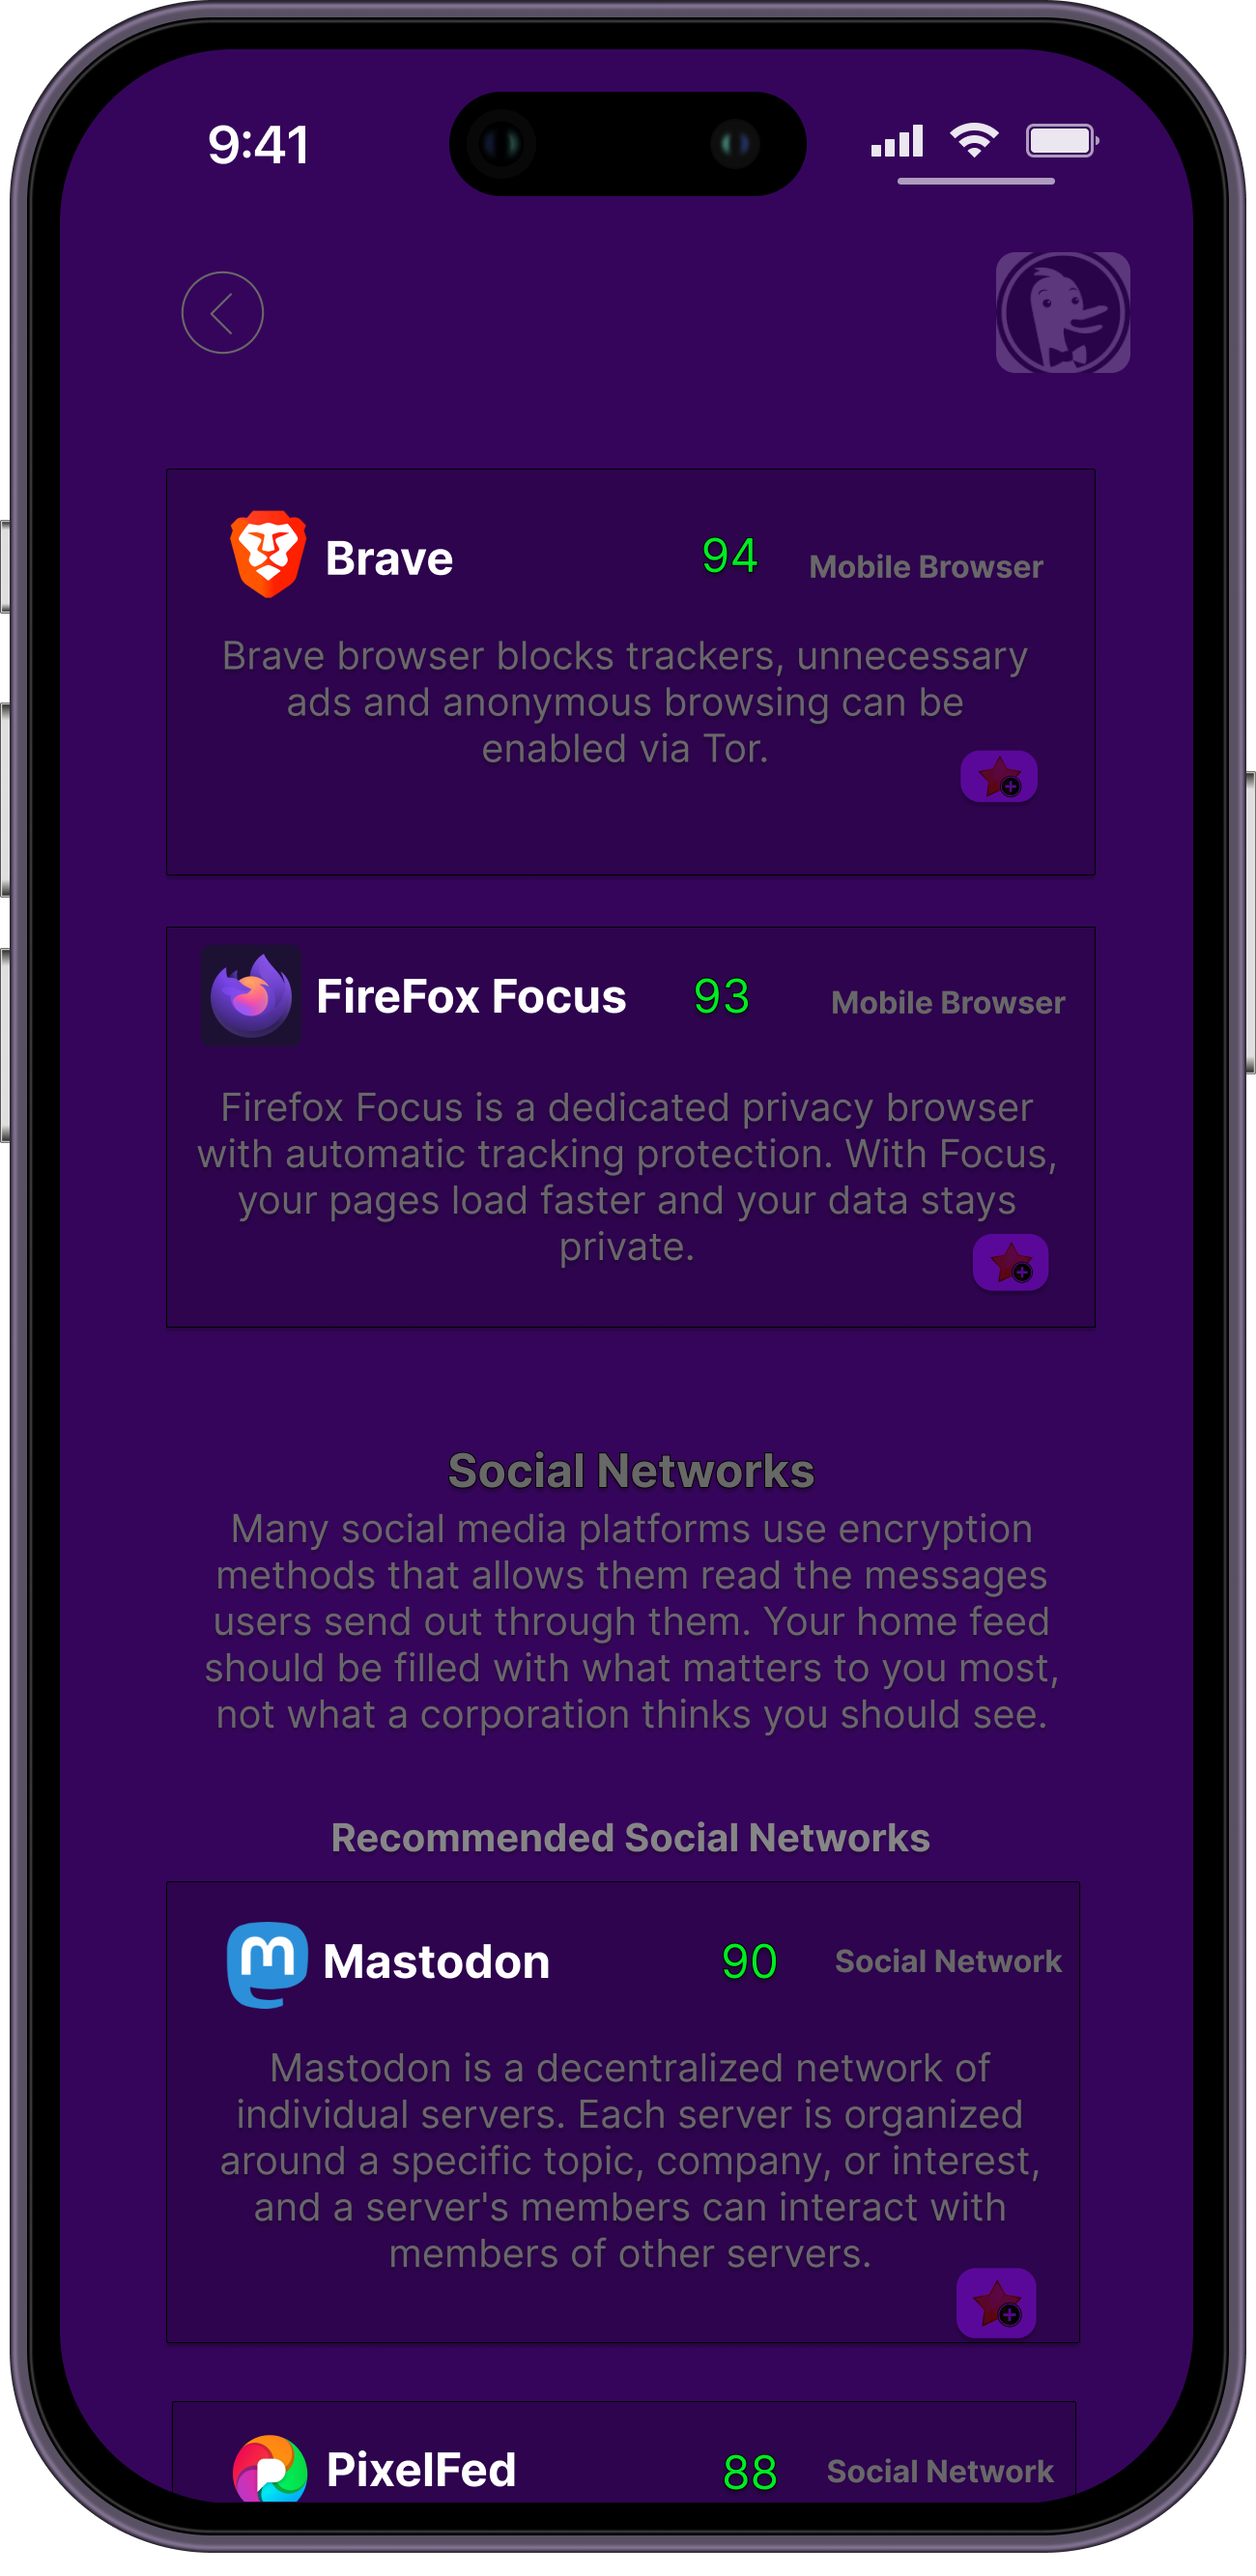 9:41
Brave 94 Mobile Browser
Brave browser blocks trackers, unnecessary
ads and anonymous browsing can be
enabled via Tor.
FireFox Focus 93 Mobile Browser
Firefox Focus is a dedicated privacy browser
with automatic tracking protection. With Focus,
your pages load faster and your data stays
private.
Social Networks
Many social media platforms use encryption
methods that allows them read the messages
users send out through them. Your home feed
should be filled with what matters to you most,
not what a corporation thinks you should see.
Recommended Social Networks
Mastodon 90 Social Network
Mastodon is a decentralized network of
individual servers. Each server is organized
around a specific topic, company, or interest,
and a server's members can interact with
members of other servers.
PixelFed 88 Social Network